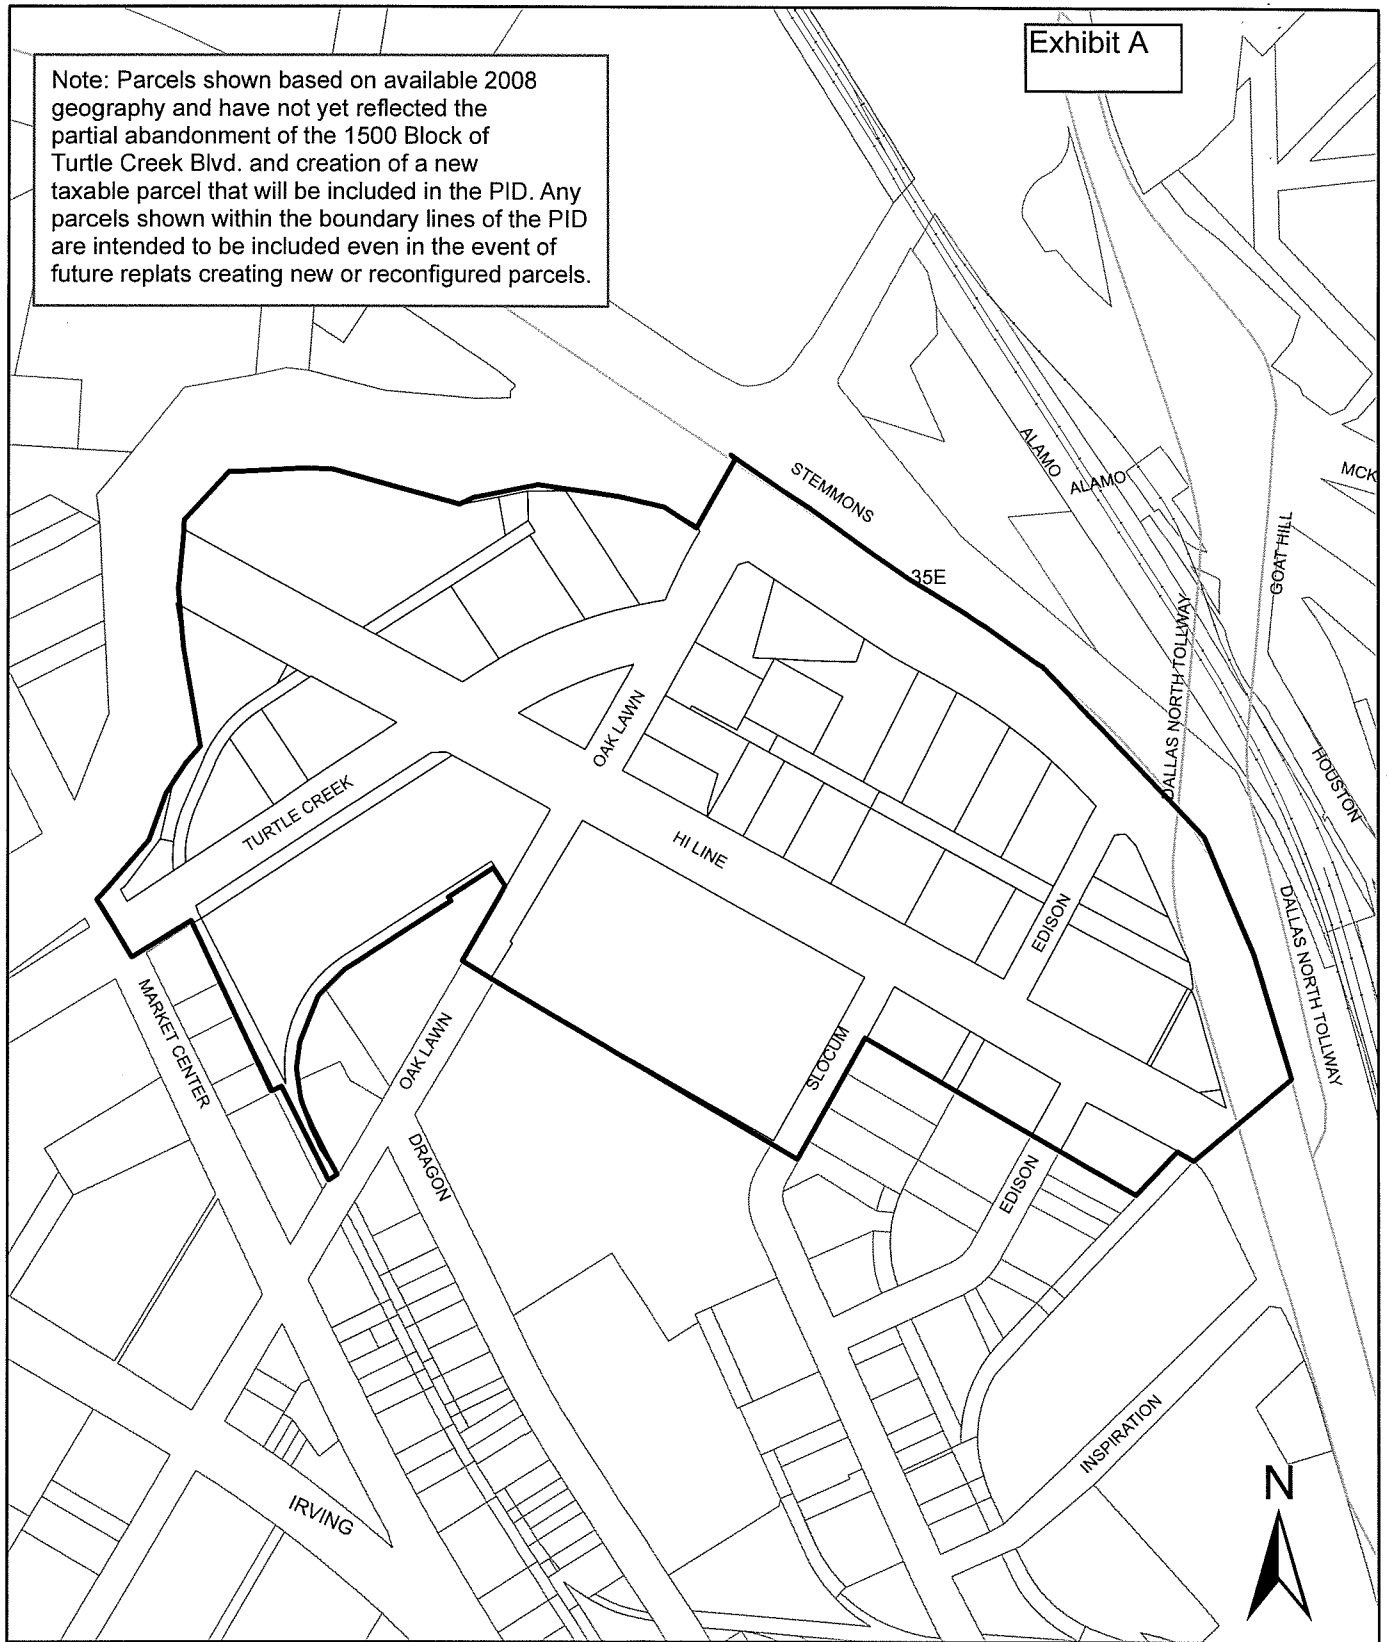 Exhibit A
Note: Parcels shown based on available 2008
geography and have not yet reflected the
partial abandonment of the 1500 Block of
Turtle Creek Blvd. and creation of a new
taxable parcel that will be included in the PID. Any
parcels shown within the boundary lines of the PID
are intended to be included even in the event of
future replats creating new or reconfigured parcels.
STEMMONS
ALAMO
ALAMO
MCK
35E
GOAT HILL
DALLAS NORTH TOLLWAY
HOUSTON
OAK LAWN
TURTLE CREEK
HI LINE
EDISON
DALLAS NORTH TOLLWAY
MARKET CENTER
OAK LAWN
SLOCUM
DRAGON
EDISON
INSPIRATION
IRVING
N